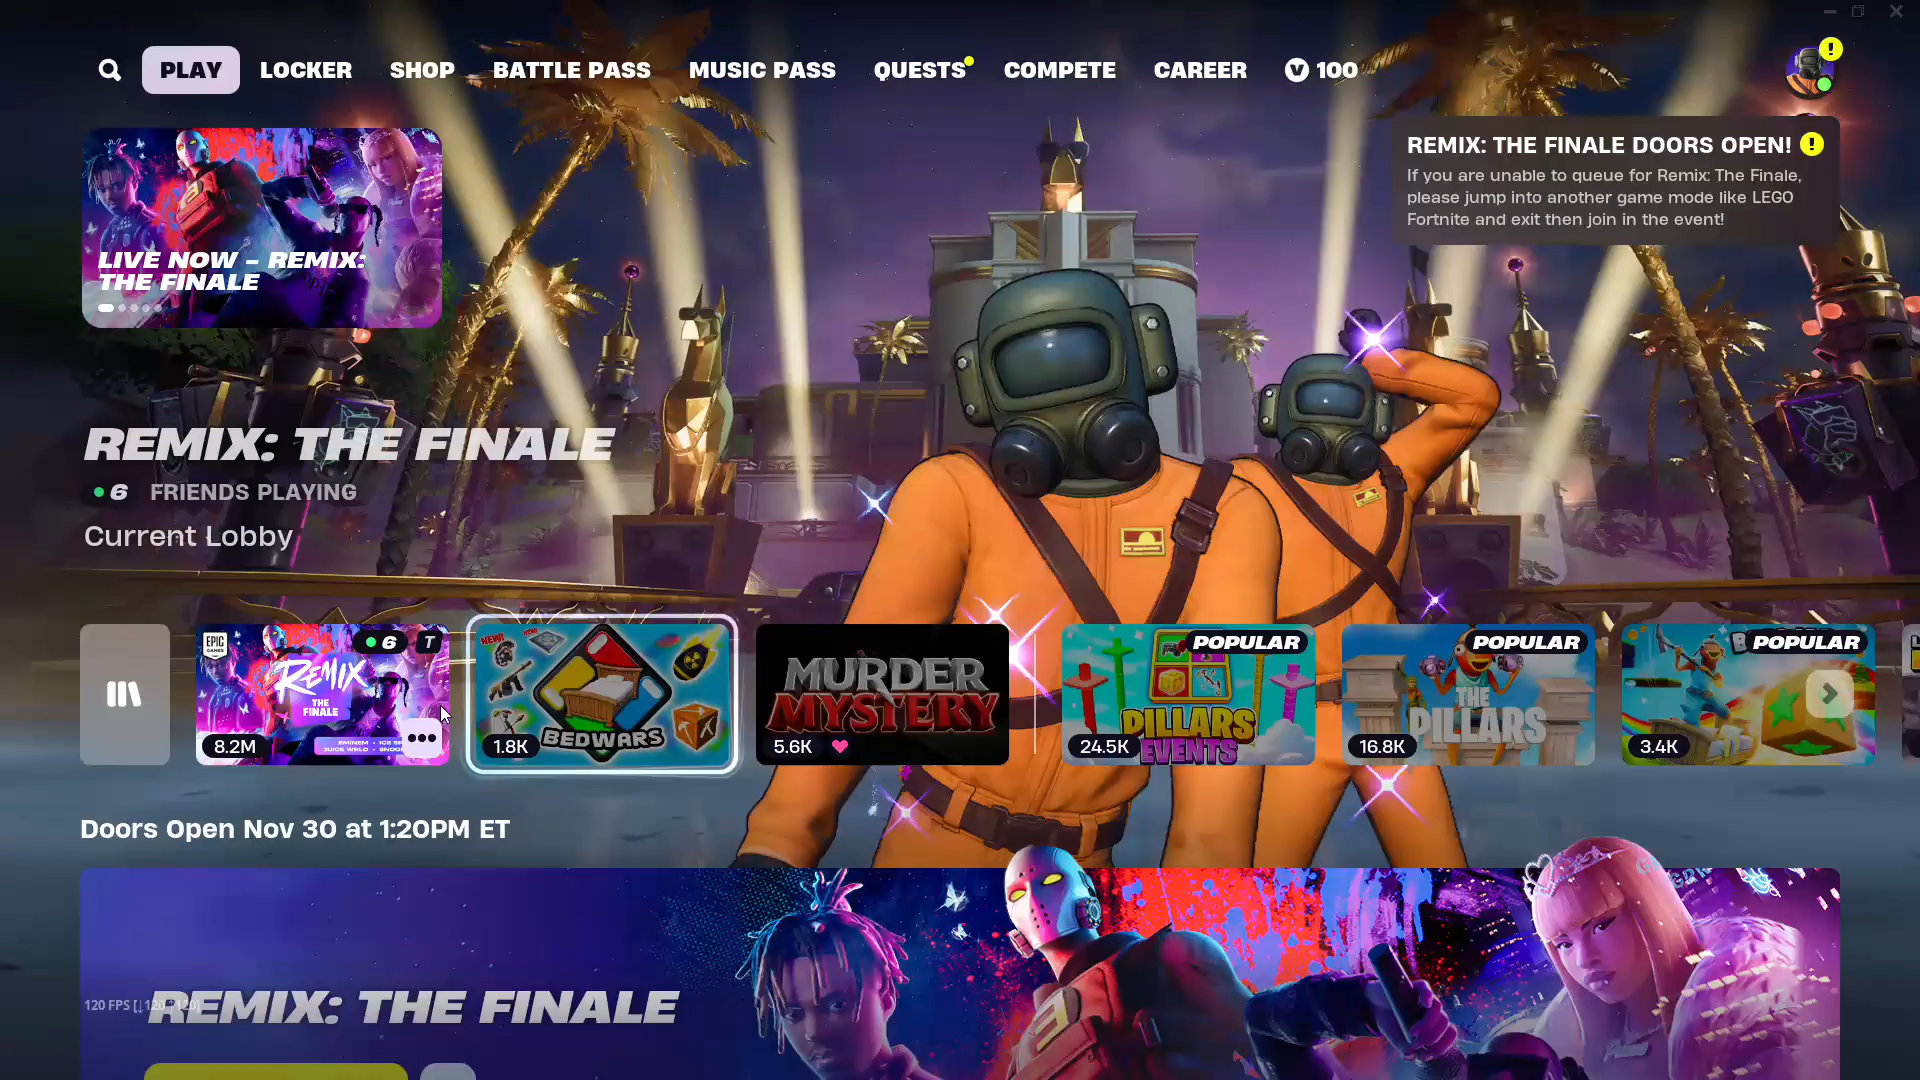 PLAY LOCKER SHOP BATTLE PASS MUSIC PASS QUESTS COMPETE CAREER V 100
!
REMIX: THE FINALE DOORS OPEN! !
If you are unable to queue for Remix: The Finale,
please jump into another game mode like LEGO
Fortnite and exit then join in the event!
LIVE NOW – REMIX:
THE FINALE
REMIX: THE FINALE
6 FRIENDS PLAYING
Current Lobby
EPIC
GAMES
6 T
REMIX
THE
FINALE
8.2M
NEW!
BEDWARS
1.8K
MURDER
MYSTERY
5.6K
POPULAR
PILLARS
EVENTS
24.5K
POPULAR
THE
PILLARS
16.8K
POPULAR
3.4K
Doors Open Nov 30 at 1:20PM ET
REMIX: THE FINALE
120 FPS